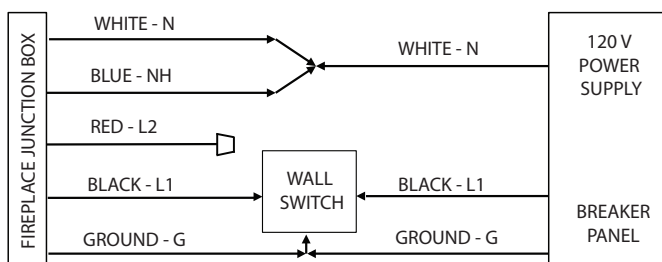 FIREPLACE JUNCTION BOX
WHITE - N
BLUE - NH
RED - L2
BLACK - L1
GROUND - G
WALL
SWITCH
WHITE - N
BLACK - L1
GROUND - G
120 V
POWER
SUPPLY
BREAKER
PANEL